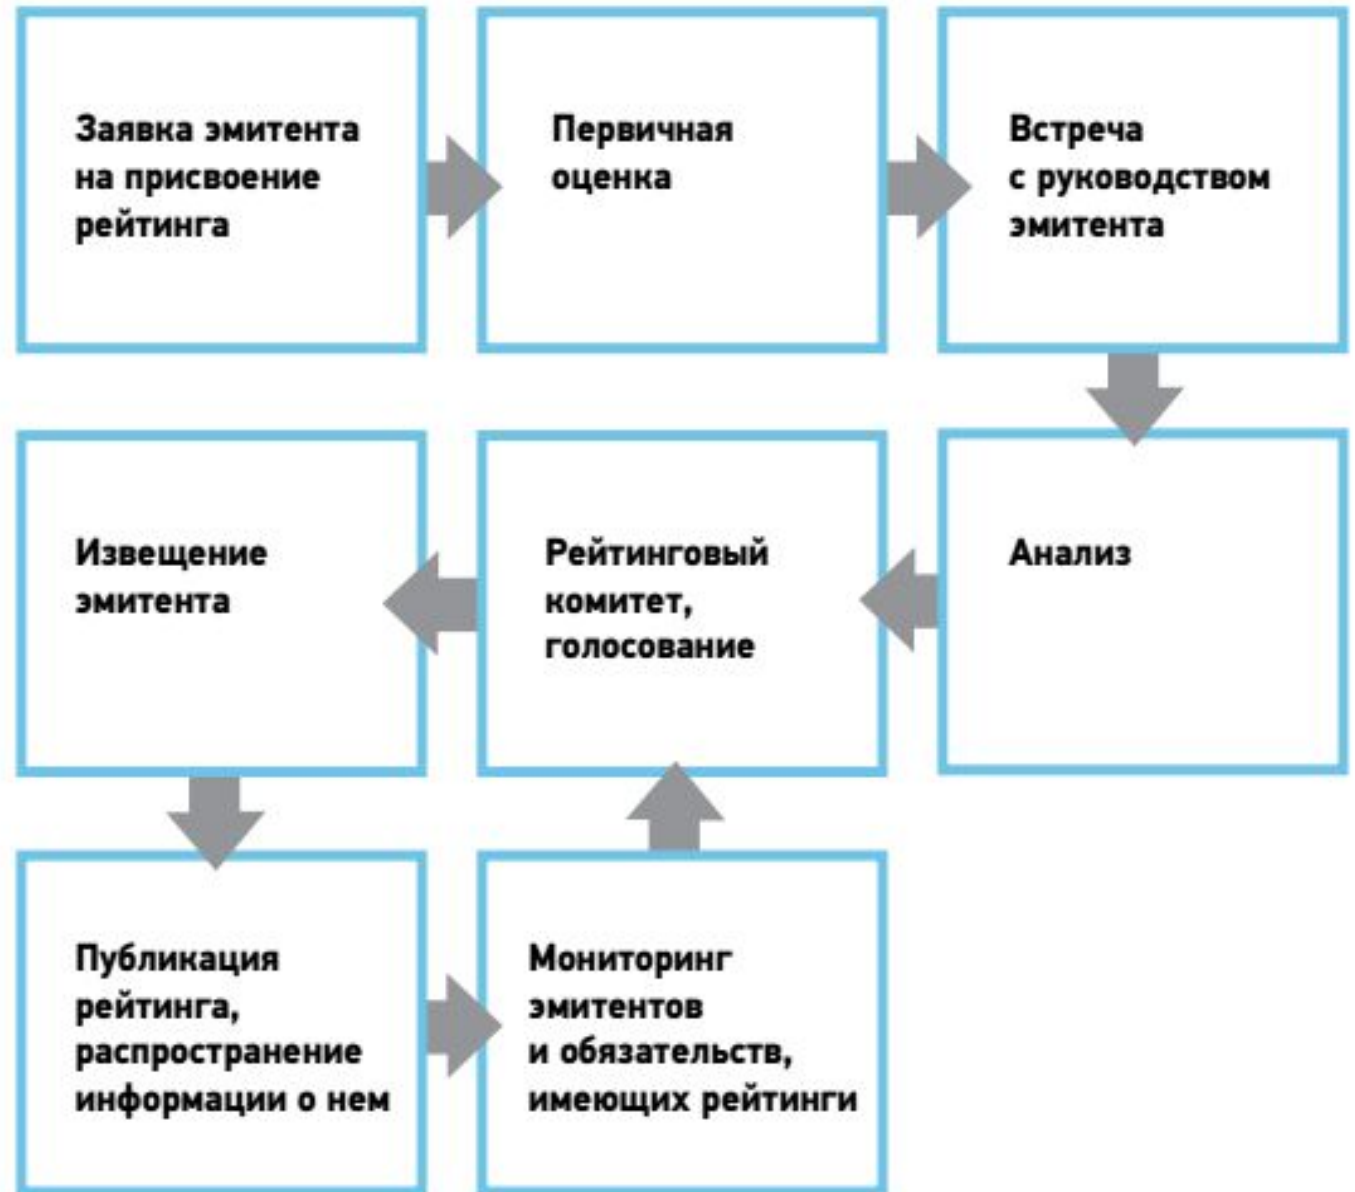 Заявка эмитента
на присвоение
рейтинга
Первичная
оценка
Встреча
с руководством
эмитента
Анализ
Рейтинговый
комитет,
голосование
Извещение
эмитента
Публикация
рейтинга,
распространение
информации о нем
Мониторинг
эмитентов
и обязательств,
имеющих рейтинги